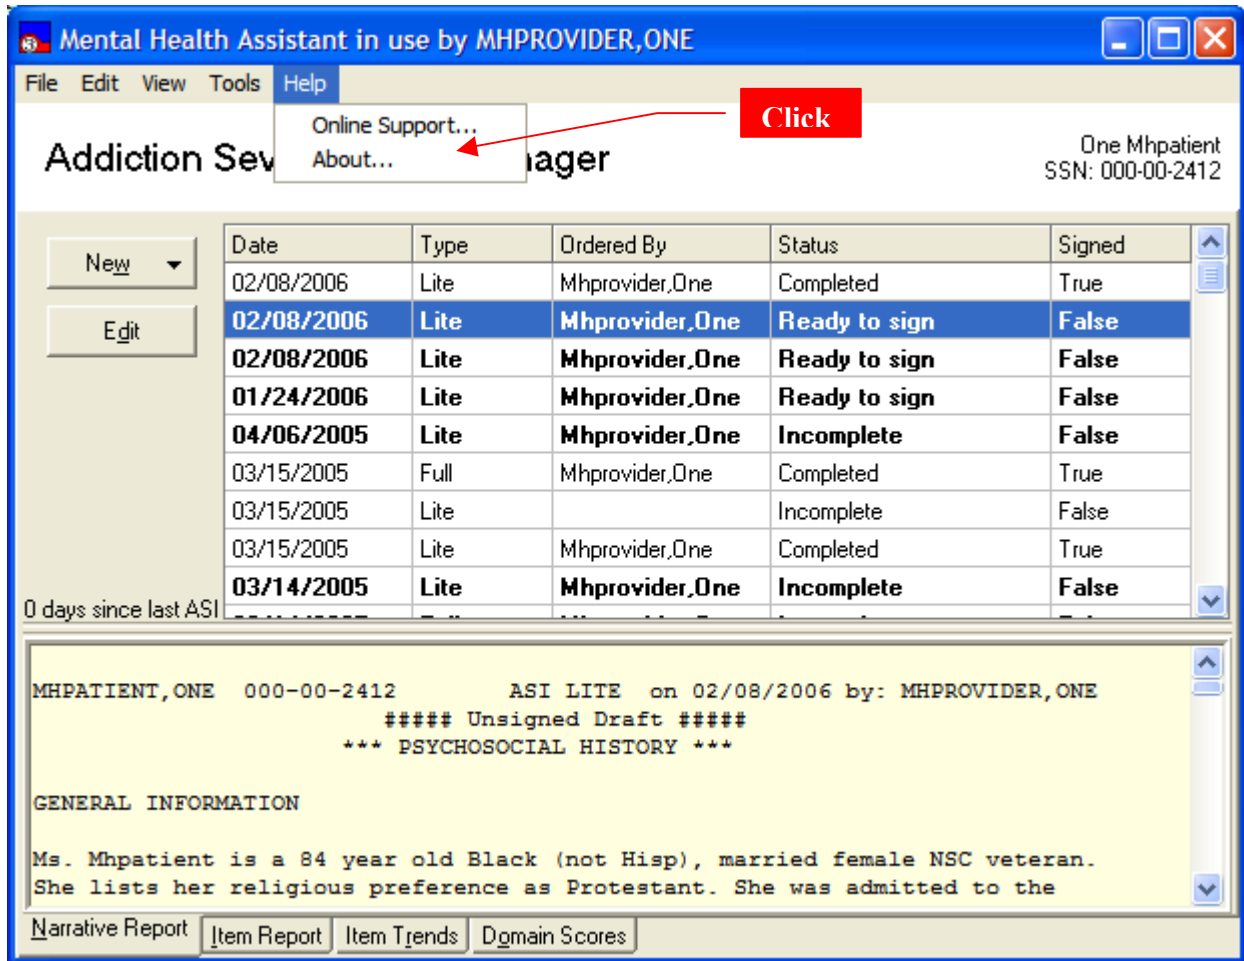 Mental Health Assistant in use by MHPROVIDER,ONE
File Edit View Tools Help
Online Support...
About...
Click
Addiction Sev ager
One Mhpatient
SSN: 000-00-2412
New
Edit
0 days since last ASI
Date Type Ordered By Status Signed
02/08/2006 Lite Mhprovider,One Completed True
02/08/2006 Lite Mhprovider,One Ready to sign False
02/08/2006 Lite Mhprovider,One Ready to sign False
01/24/2006 Lite Mhprovider,One Ready to sign False
04/06/2005 Lite Mhprovider,One Incomplete False
03/15/2005 Full Mhprovider,One Completed True
03/15/2005 Lite Incomplete False
03/15/2005 Lite Mhprovider,One Completed True
03/14/2005 Lite Mhprovider,One Incomplete False
MHPATIENT,ONE 000-00-2412 ASI LITE on 02/08/2006 by: MHPROVIDER,ONE
##### Unsigned Draft #####
*** PSYCHOSOCIAL HISTORY ***
GENERAL INFORMATION
Ms. Mhpatient is a 84 year old Black (not Hisp), married female NSC veteran.
She lists her religious preference as Protestant. She was admitted to the
Narrative Report Item Report Item Trends Domain Scores